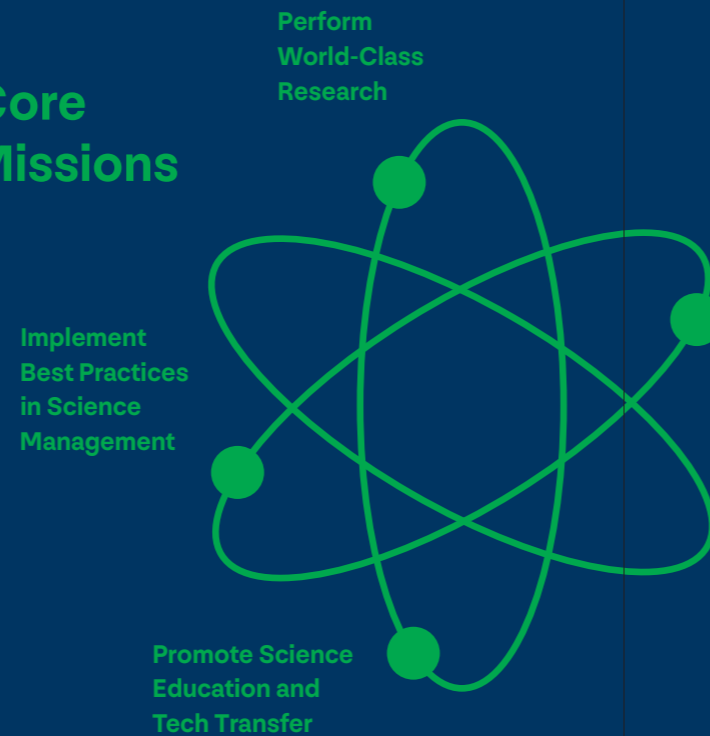 Perform
World-Class
Research
Core
Missions
Implement
Best Practices
in Science
Management
Promote Science
Education and
Tech Transfer